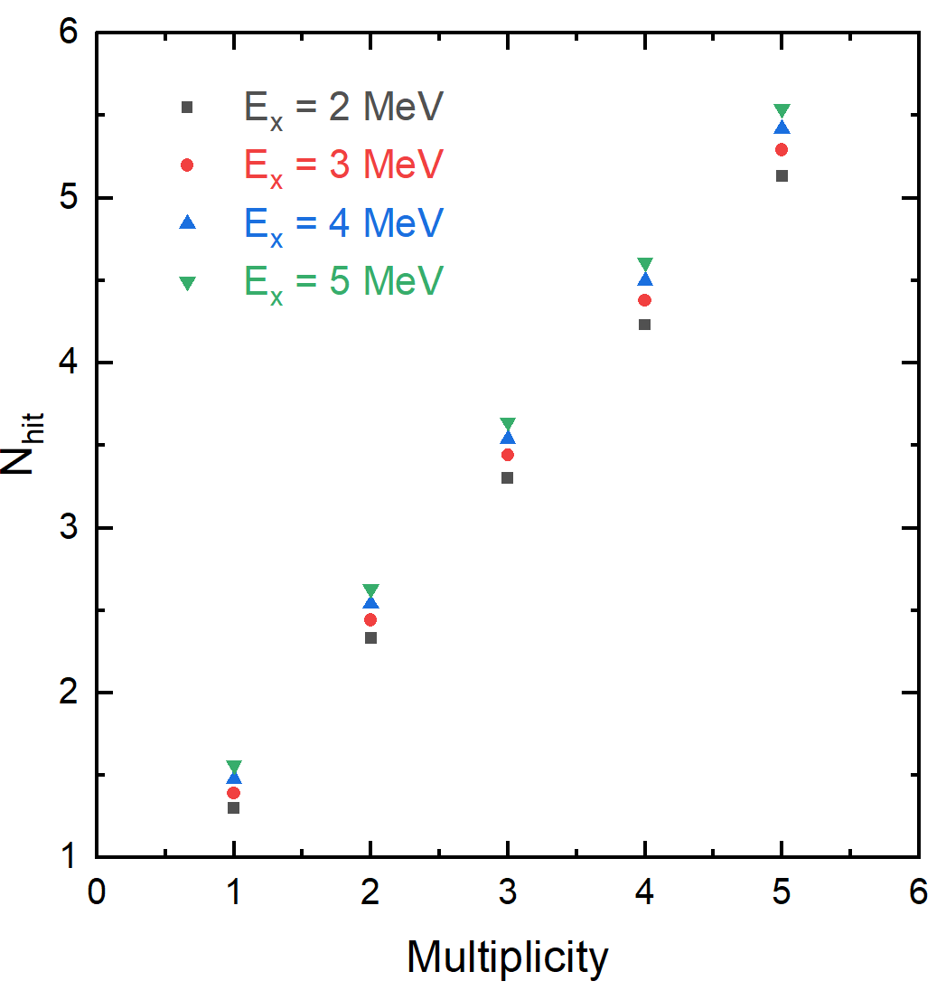 6
5
4
3
2
1
E_x = 2 MeV
E_x = 3 MeV
E_x = 4 MeV
E_x = 5 MeV
N_hit
0 1 2 3 4 5 6
Multiplicity